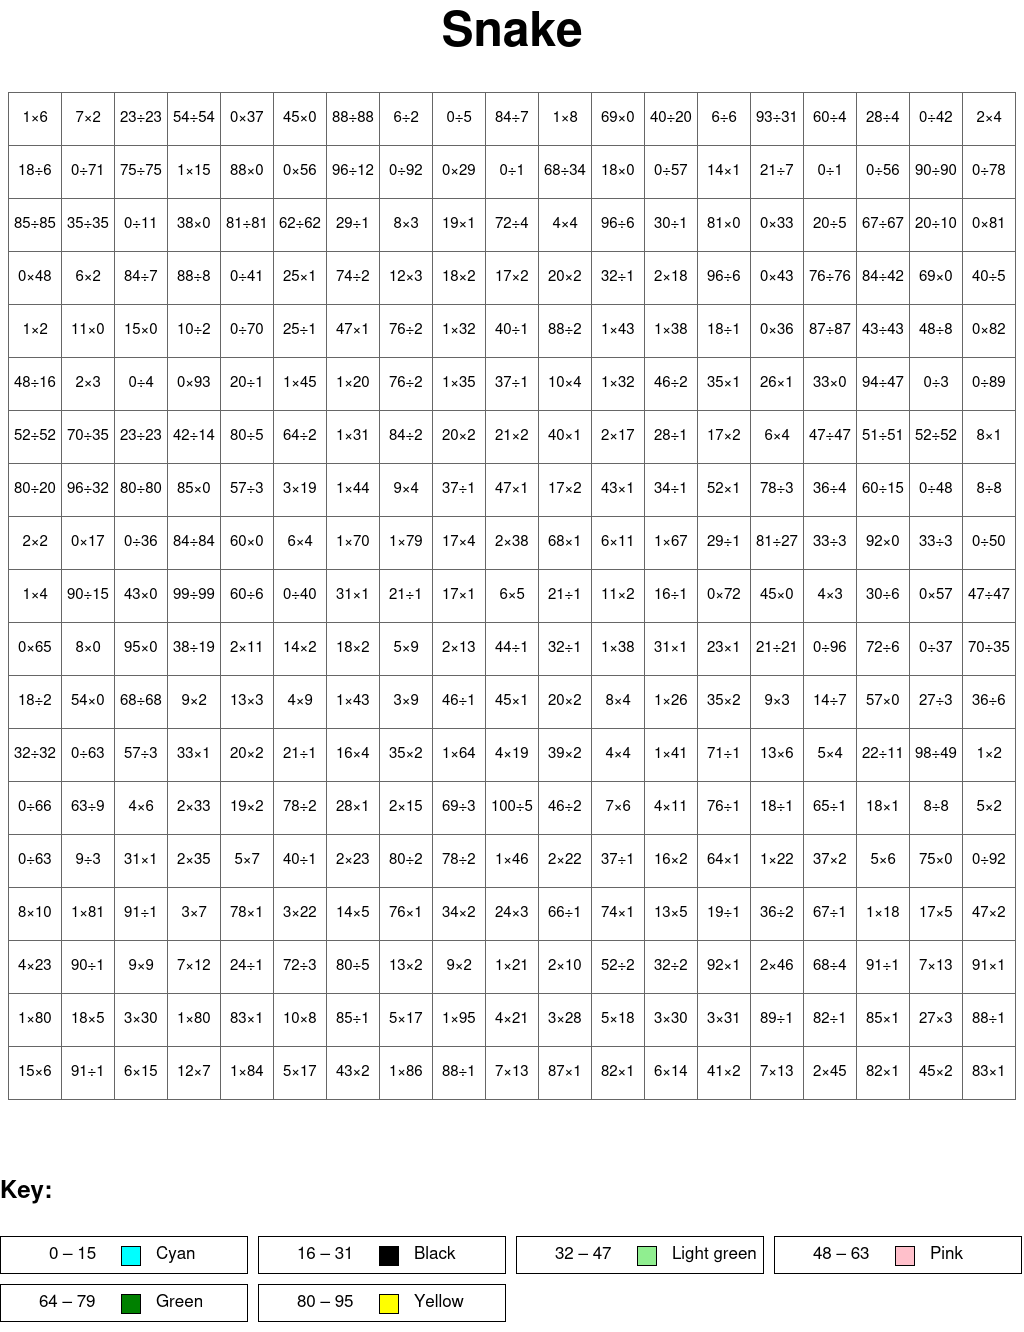 Snake
1×6 7×2 23÷23 54÷54 0×37 45×0 88÷88 6÷2 0÷5 84÷7 1×8 69×0 40÷20 6÷6 93÷31 60÷4 28÷4 0÷42 2×4
18÷6 0÷71 75÷75 1×15 88×0 0×56 96÷12 0÷92 0×29 0÷1 68÷34 18×0 0÷57 14×1 21÷7 0÷1 0÷56 90÷90 0÷78
85÷85 35÷35 0÷11 38×0 81÷81 62÷62 29÷1 8×3 19×1 72÷4 4×4 96÷6 30÷1 81×0 0×33 20÷5 67÷67 20÷10 0×81
0×48 6×2 84÷7 88÷8 0÷41 25×1 74÷2 12×3 18×2 17×2 20×2 32÷1 2×18 96÷6 0×43 76÷76 84÷42 69×0 40÷5
1×2 11×0 15×0 10÷2 0÷70 25÷1 47×1 76÷2 1×32 40÷1 88÷2 1×43 1×38 18÷1 0×36 87÷87 43÷43 48÷8 0×82
48÷16 2×3 0÷4 0×93 20÷1 1×45 1×20 76÷2 1×35 37÷1 10×4 1×32 46÷2 35×1 26×1 33×0 94÷47 0÷3 0÷89
52÷52 70÷35 23÷23 42÷14 80÷5 64÷2 1×31 84÷2 20×2 21×2 40×1 2×17 28÷1 17×2 6×4 47÷47 51÷51 52÷52 8×1
80÷20 96÷32 80÷80 85×0 57÷3 3×19 1×44 9×4 37÷1 47×1 17×2 43×1 34÷1 52×1 78÷3 36÷4 60÷15 0÷48 8÷8
2×2 0×17 0÷36 84÷84 60×0 6×4 1×70 1×79 17×4 2×38 68×1 6×11 1×67 29÷1 81÷27 33÷3 92×0 33÷3 0÷50
1×4 90÷15 43×0 99÷99 60÷6 0÷40 31×1 21÷1 17×1 6×5 21÷1 11×2 16÷1 0×72 45×0 4×3 30÷6 0×57 47÷47
0×65 8×0 95×0 38÷19 2×11 14×2 18×2 5×9 2×13 44÷1 32÷1 1×38 31×1 23×1 21÷21 0÷96 72÷6 0÷37 70÷35
18÷2 54×0 68÷68 9×2 13×3 4×9 1×43 3×9 46÷1 45×1 20×2 8×4 1×26 35×2 9×3 14÷7 57×0 27÷3 36÷6
32÷32 0÷63 57÷3 33×1 20×2 21÷1 16×4 35×2 1×64 4×19 39×2 4×4 1×41 71÷1 13×6 5×4 22÷11 98÷49 1×2
0÷66 63÷9 4×6 2×33 19×2 78÷2 28×1 2×15 69÷3 100÷5 46÷2 7×6 4×11 76÷1 18÷1 65÷1 18×1 8÷8 5×2
0÷63 9÷3 31×1 2×35 5×7 40÷1 2×23 80÷2 78÷2 1×46 2×22 37÷1 16×2 64×1 1×22 37×2 5×6 75×0 0÷92
8×10 1×81 91÷1 3×7 78×1 3×22 14×5 76×1 34×2 24×3 66÷1 74×1 13×5 19÷1 36÷2 67÷1 1×18 17×5 47×2
4×23 90÷1 9×9 7×12 24÷1 72÷3 80÷5 13×2 9×2 1×21 2×10 52÷2 32÷2 92×1 2×46 68÷4 91÷1 7×13 91×1
1×80 18×5 3×30 1×80 83×1 10×8 85÷1 5×17 1×95 4×21 3×28 5×18 3×30 3×31 89÷1 82÷1 85×1 27×3 88÷1
15×6 91÷1 6×15 12×7 1×84 5×17 43×2 1×86 88÷1 7×13 87×1 82×1 6×14 41×2 7×13 2×45 82×1 45×2 83×1
Key:
0 – 15 Cyan 16 – 31 Black 32 – 47 Light green 48 – 63 Pink
64 – 79 Green 80 – 95 Yellow